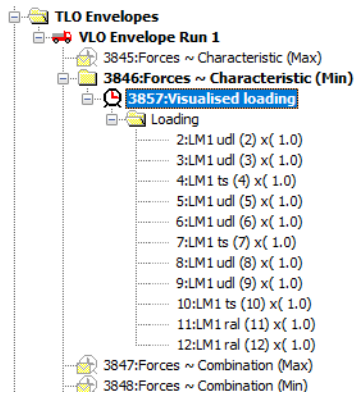 TLO Envelopes
VLO Envelope Run 1
3845:Forces ~ Characteristic (Max)
3846:Forces ~ Characteristic (Min)
3857:Visualised loading
Loading
2:LM1 udl (2) x( 1.0)
3:LM1 udl (3) x( 1.0)
4:LM1 ts (4) x( 1.0)
5:LM1 udl (5) x( 1.0)
6:LM1 udl (6) x( 1.0)
7:LM1 ts (7) x( 1.0)
8:LM1 udl (8) x( 1.0)
9:LM1 udl (9) x( 1.0)
10:LM1 ts (10) x( 1.0)
11:LM1 ral (11) x( 1.0)
12:LM1 ral (12) x( 1.0)
3847:Forces ~ Combination (Max)
3848:Forces ~ Combination (Min)